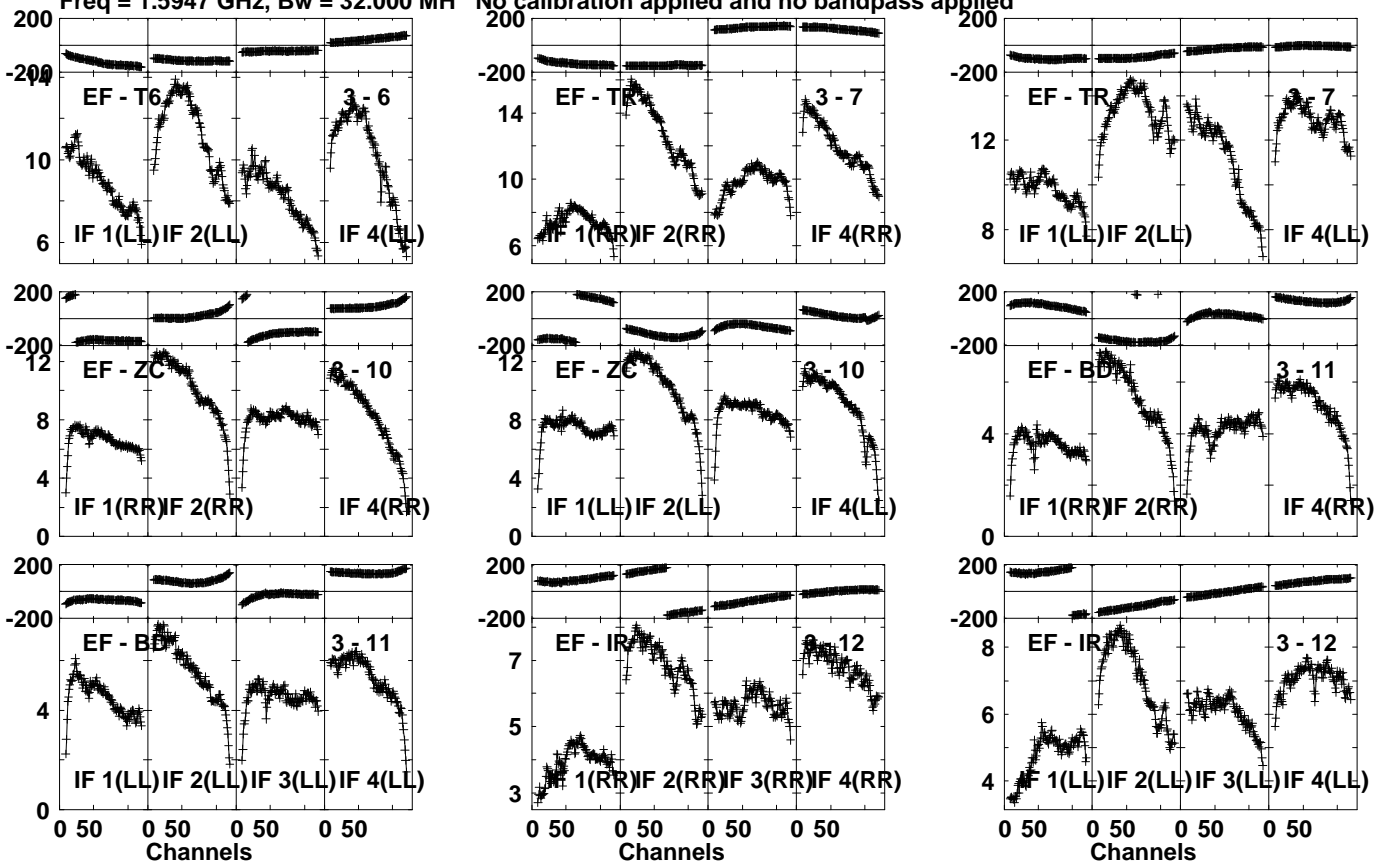 Freq = 1.5947 GHz, Bw = 32.000 MH No calibration applied and no bandpass applied
200
-200
14
10
6
EF - T6
3 - 6
IF 1(LL)
IF 2(LL)
IF 4(LL)
200
-200
14
10
6
EF - TR
3 - 7
IF 1(RR)
IF 2(RR)
IF 4(RR)
200
-200
12
8
EF - TR
3 - 7
IF 1(LL)
IF 2(LL)
IF 4(LL)
200
-200
12
8
4
0
EF - ZC
3 - 10
IF 1(RR)
IF 2(RR)
IF 4(RR)
200
-200
12
8
4
0
EF - ZC
3 - 10
IF 1(LL)
IF 2(LL)
IF 4(LL)
200
-200
4
0
EF - BD
3 - 11
IF 1(RR)
IF 2(RR)
IF 4(RR)
200
-200
4
0
EF - BD
3 - 11
IF 1(LL)
IF 2(LL)
IF 3(LL)
IF 4(LL)
0 50 0 50 0 50 0 50
Channels
200
-200
7
5
3
EF - IR
3 - 12
IF 1(RR)
IF 2(RR)
IF 3(RR)
IF 4(RR)
0 50 0 50 0 50 0 50
Channels
200
-200
8
6
4
EF - IR
3 - 12
IF 1(LL)
IF 2(LL)
IF 3(LL)
IF 4(LL)
0 50 0 50 0 50 0 50
Channels